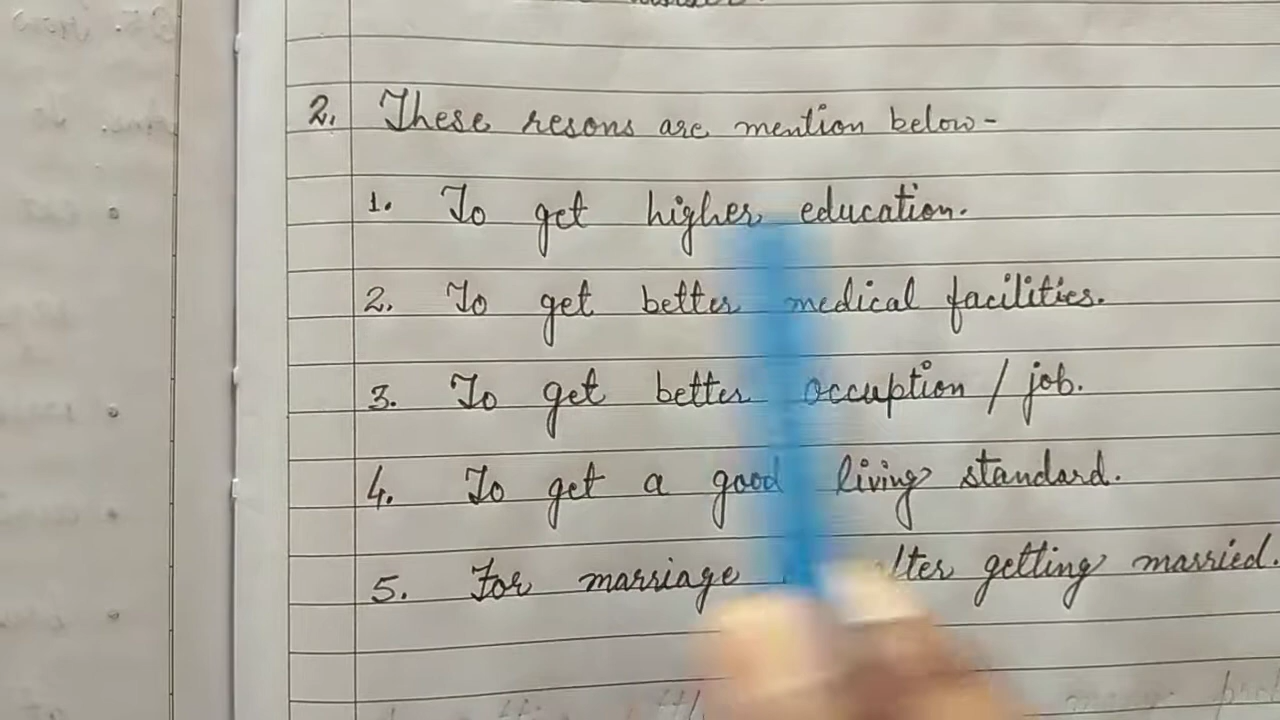 2. These resons are mention below-
1. To get higher education.
2. To get better medical facilities.
3. To get better occuption / job.
4. To get a good living standard.
5. For marriage after getting married.